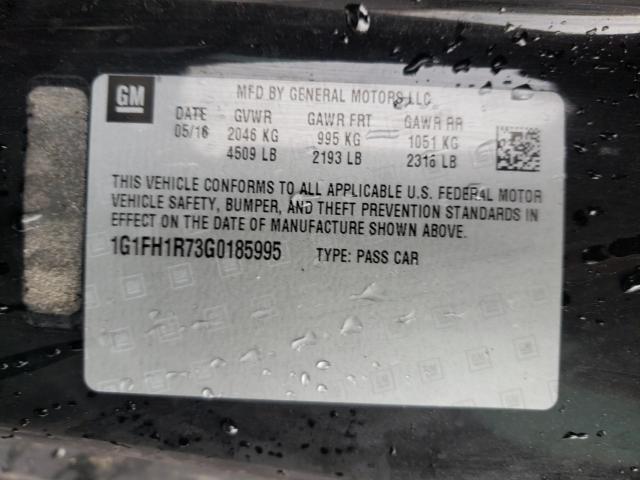 GM
MFD BY GENERAL MOTORS LLC
DATE GVWR GAWR FRT GAWR RR
05/16 2046 KG 995 KG 1051 KG
4509 LB 2193 LB 2316 LB
THIS VEHICLE CONFORMS TO ALL APPLICABLE U.S. FEDERAL MOTOR
VEHICLE SAFETY, BUMPER, AND THEFT PREVENTION STANDARDS IN
EFFECT ON THE DATE OF MANUFACTURE SHOWN ABOVE.
1G1FH1R73G0185995 TYPE: PASS CAR